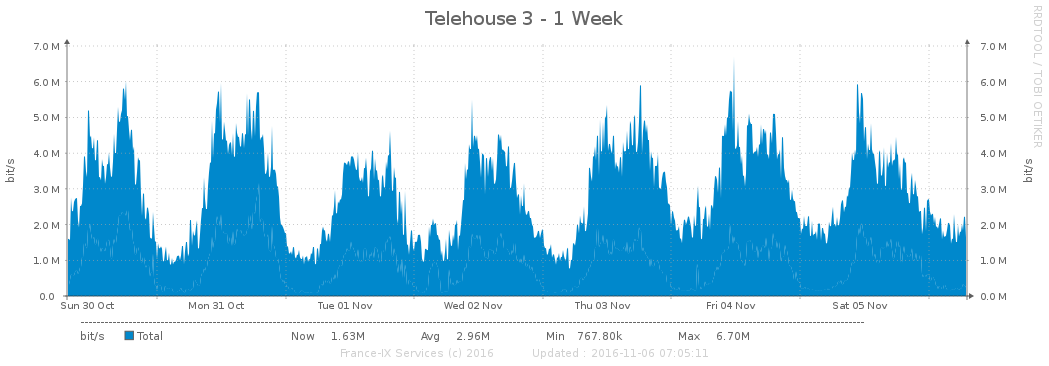 Telehouse 3 - 1 Week
RRDTOOL / TOBI OETIKER
bit/s
bit/s
7.0 M 7.0 M
6.0 M 6.0 M
5.0 M 5.0 M
4.0 M 4.0 M
3.0 M 3.0 M
2.0 M 2.0 M
1.0 M 1.0 M
0.0 0.0 M
Sun 30 Oct Mon 31 Oct Tue 01 Nov Wed 02 Nov Thu 03 Nov Fri 04 Nov Sat 05 Nov
bit/s Total Now 1.63M Avg 2.96M Min 767.80k Max 6.70M
France-IX Services (c) 2016 Updated : 2016-11-06 07:05:11